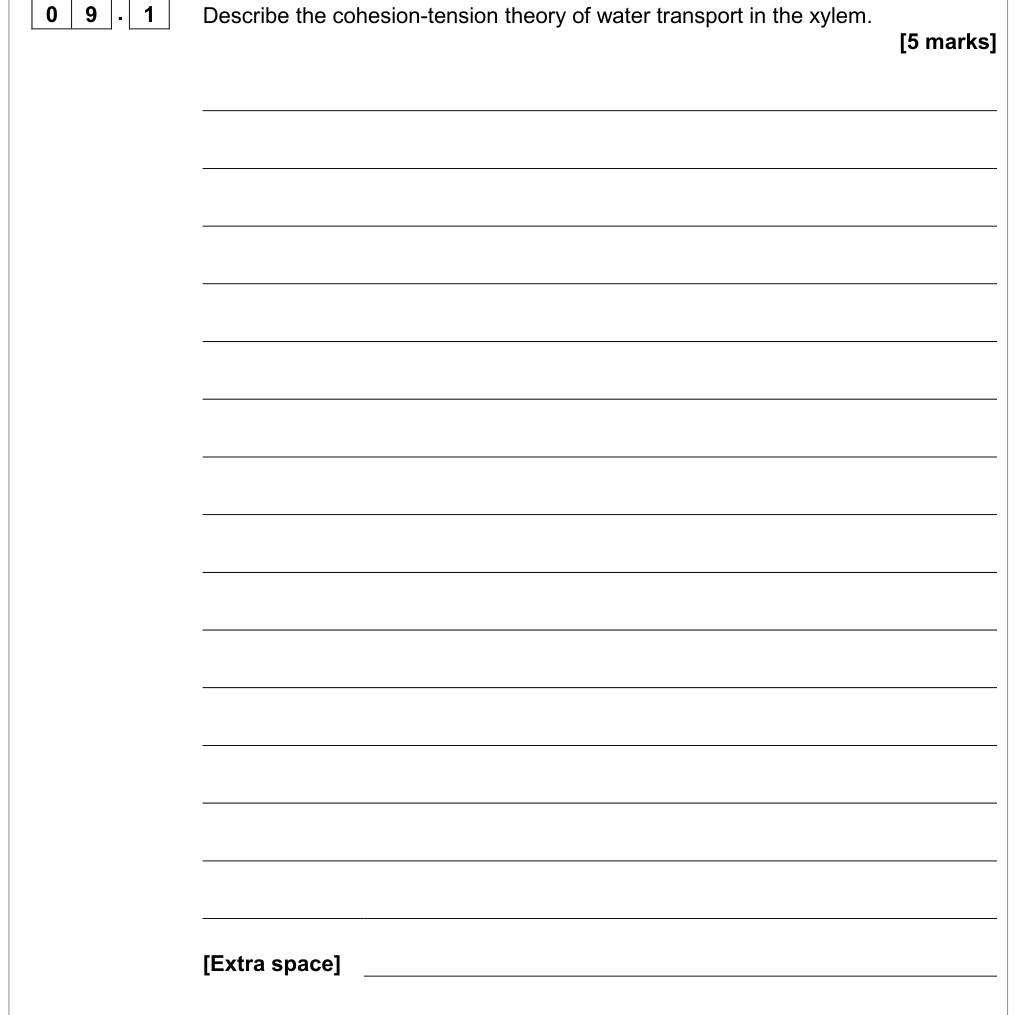 0 9 . 1 Describe the cohesion-tension theory of water transport in the xylem.
[5 marks]
[Extra space]